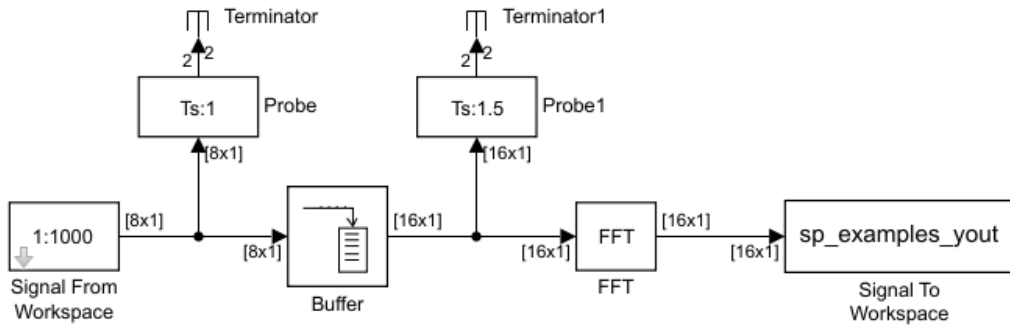 Terminator
Terminator1
2 2
2 2
Ts:1
Probe
Ts:1.5
Probe1
[8x1]
[16x1]
[8x1]
[16x1]
[16x1]
1:1000
FFT
sp_examples_yout
[8x1]
[16x1]
[16x1]
Signal From
Workspace
Buffer
FFT
Signal To
Workspace